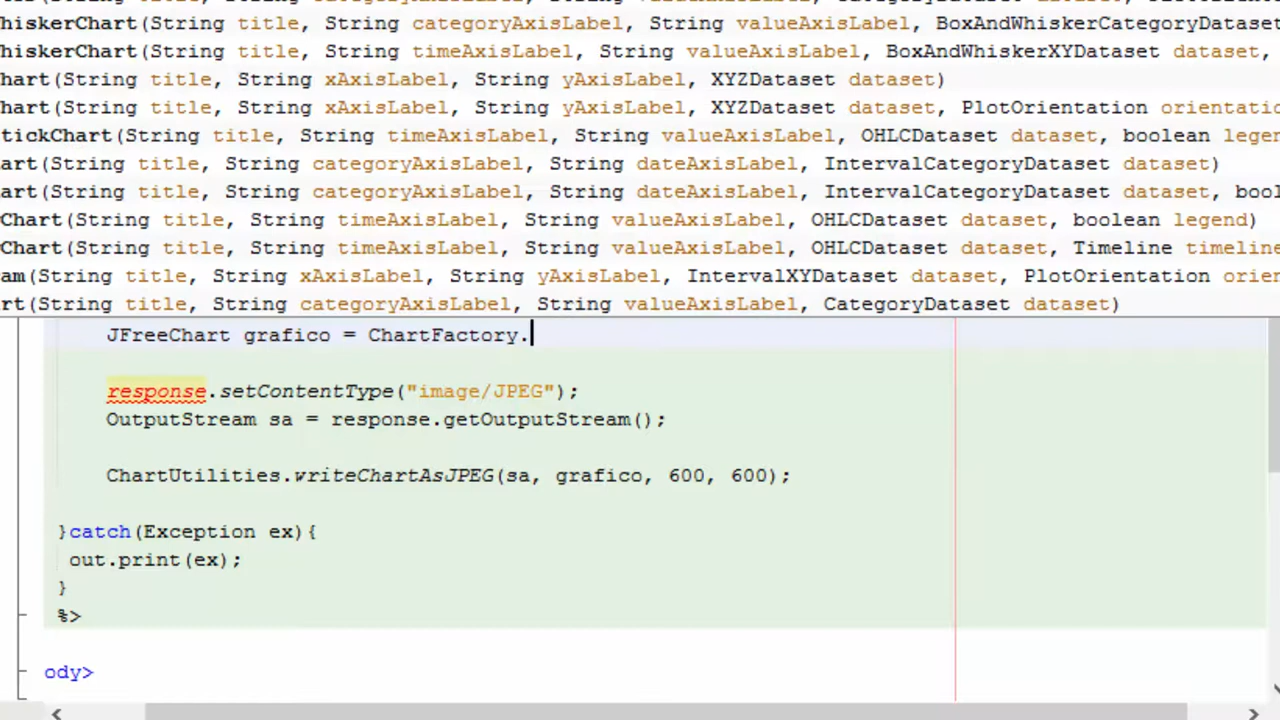 hiskerChart(String title, String categoryAxisLabel, String valueAxisLabel, BoxAndWhiskerCategoryDataset
hiskerChart(String title, String timeAxisLabel, String valueAxisLabel, BoxAndWhiskerXYDataset dataset,
hart(String title, String xAxisLabel, String yAxisLabel, XYZDataset dataset)
hart(String title, String xAxisLabel, String yAxisLabel, XYZDataset dataset, PlotOrientation orientatio
tickChart(String title, String timeAxisLabel, String valueAxisLabel, OHLCDataset dataset, boolean legen
art(String title, String categoryAxisLabel, String dateAxisLabel, IntervalCategoryDataset dataset)
art(String title, String categoryAxisLabel, String dateAxisLabel, IntervalCategoryDataset dataset, bool
Chart(String title, String timeAxisLabel, String valueAxisLabel, OHLCDataset dataset, boolean legend)
Chart(String title, String timeAxisLabel, String valueAxisLabel, OHLCDataset dataset, Timeline timeline
am(String title, String xAxisLabel, String yAxisLabel, IntervalXYDataset dataset, PlotOrientation orien
rt(String title, String categoryAxisLabel, String valueAxisLabel, CategoryDataset dataset)
JFreeChart grafico = ChartFactory.
response.setContentType("image/JPEG");
OutputStream sa = response.getOutputStream();
ChartUtilities.writeChartAsJPEG(sa, grafico, 600, 600);
}catch(Exception ex){
out.print(ex);
}
%>
ody>